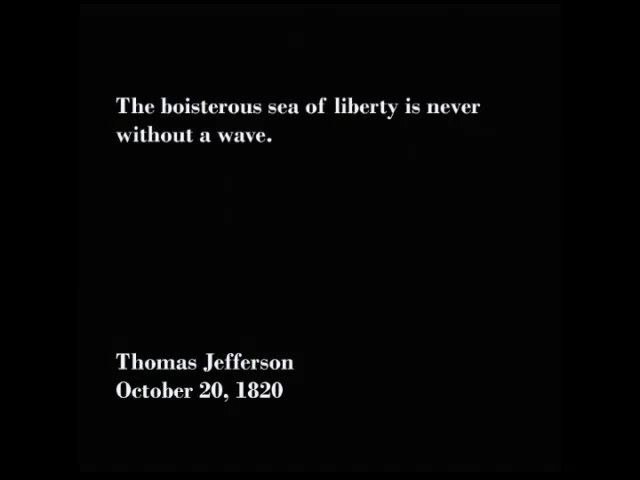 The boisterous sea of liberty is never
without a wave.
Thomas Jefferson
October 20, 1820